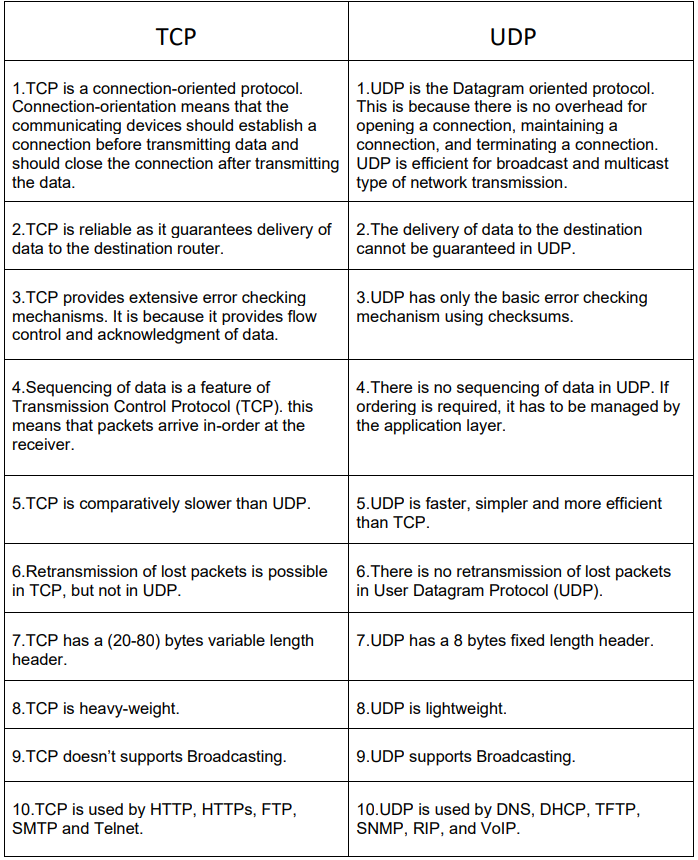 TCP
UDP
1.TCP is a connection-oriented protocol.
Connection-orientation means that the
communicating devices should establish a
connection before transmitting data and
should close the connection after transmitting
the data.
1.UDP is the Datagram oriented protocol.
This is because there is no overhead for
opening a connection, maintaining a
connection, and terminating a connection.
UDP is efficient for broadcast and multicast
type of network transmission.
2.TCP is reliable as it guarantees delivery of
data to the destination router.
2.The delivery of data to the destination
cannot be guaranteed in UDP.
3.TCP provides extensive error checking
mechanisms. It is because it provides flow
control and acknowledgment of data.
3.UDP has only the basic error checking
mechanism using checksums.
4.Sequencing of data is a feature of
Transmission Control Protocol (TCP). this
means that packets arrive in-order at the
receiver.
4.There is no sequencing of data in UDP. If
ordering is required, it has to be managed by
the application layer.
5.TCP is comparatively slower than UDP.
5.UDP is faster, simpler and more efficient
than TCP.
6.Retransmission of lost packets is possible
in TCP, but not in UDP.
6.There is no retransmission of lost packets
in User Datagram Protocol (UDP).
7.TCP has a (20-80) bytes variable length
header.
7.UDP has a 8 bytes fixed length header.
8.TCP is heavy-weight.
8.UDP is lightweight.
9.TCP doesn’t supports Broadcasting.
9.UDP supports Broadcasting.
10.TCP is used by HTTP, HTTPs, FTP,
SMTP and Telnet.
10.UDP is used by DNS, DHCP, TFTP,
SNMP, RIP, and VoIP.